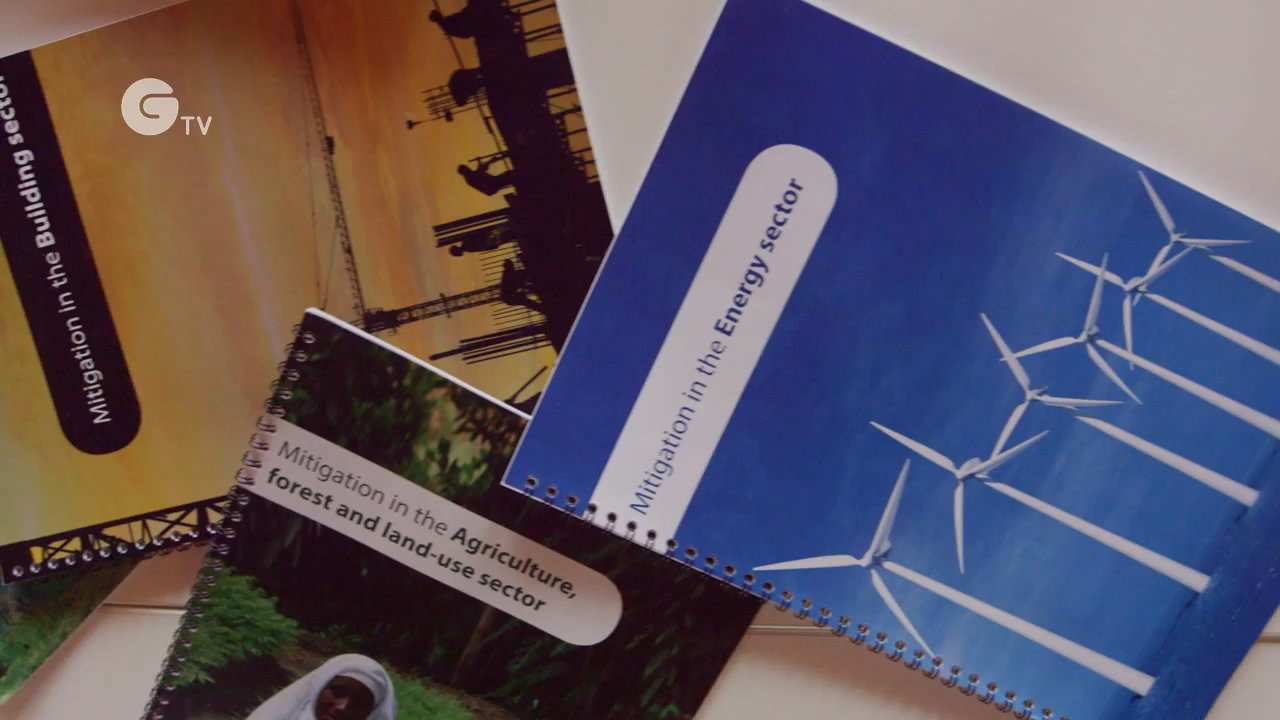 G TV
Mitigation in the Building sector
Mitigation in the Energy sector
Mitigation in the Agriculture,
forest and land-use sector